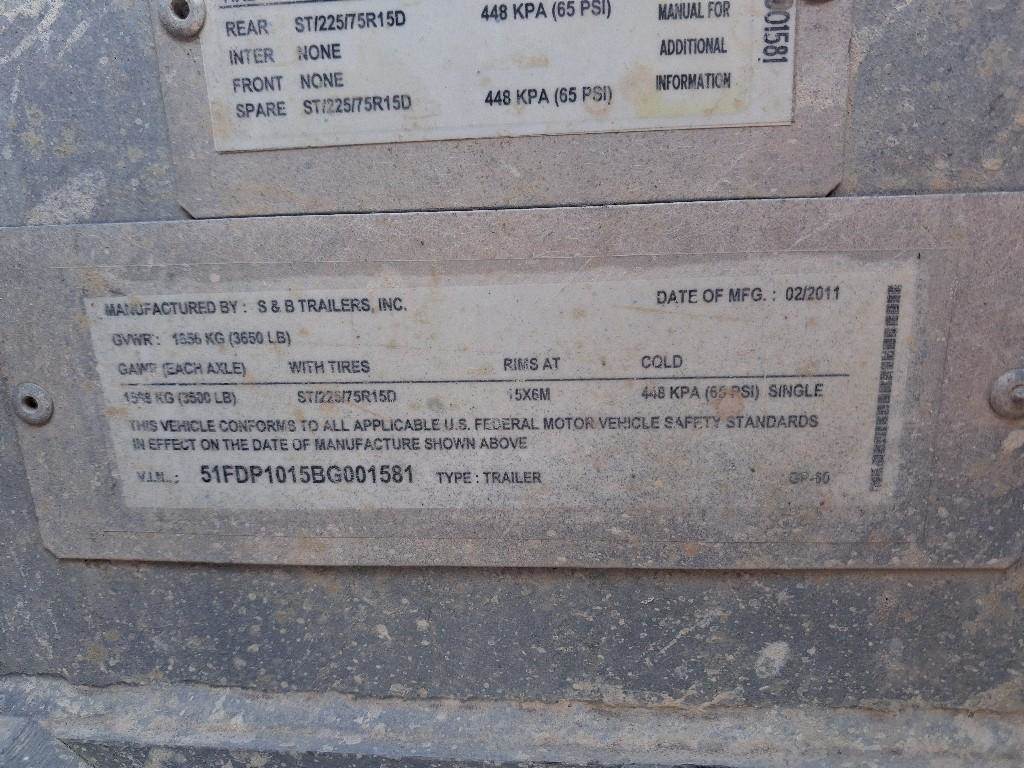 REAR ST/225/75R15D 448 KPA (65 PSI) MANUAL FOR
INTER NONE ADDITIONAL
FRONT NONE INFORMATION
SPARE ST/225/75R15D 448 KPA (65 PSI)
001581
MANUFACTURED BY : S & B TRAILERS, INC. DATE OF MFG. : 02/2011
GVWR : 1656 KG (3650 LB)
GAWR (EACH AXLE) WITH TIRES RIMS AT COLD
1588 KG (3500 LB) ST/225/75R15D 15X6M 448 KPA (65 PSI) SINGLE
THIS VEHICLE CONFORMS TO ALL APPLICABLE U.S. FEDERAL MOTOR VEHICLE SAFETY STANDARDS
IN EFFECT ON THE DATE OF MANUFACTURE SHOWN ABOVE
V.I.N. : 51FDP1015BG001581 TYPE : TRAILER GP-60